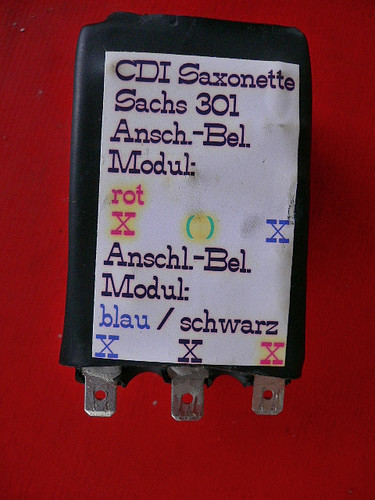 CDI Saxonette
Sachs 301
Ansch.-Bel.
Modul:
rot
X () X
Anschl.-Bel.
Modul:
blau / schwarz
X X X